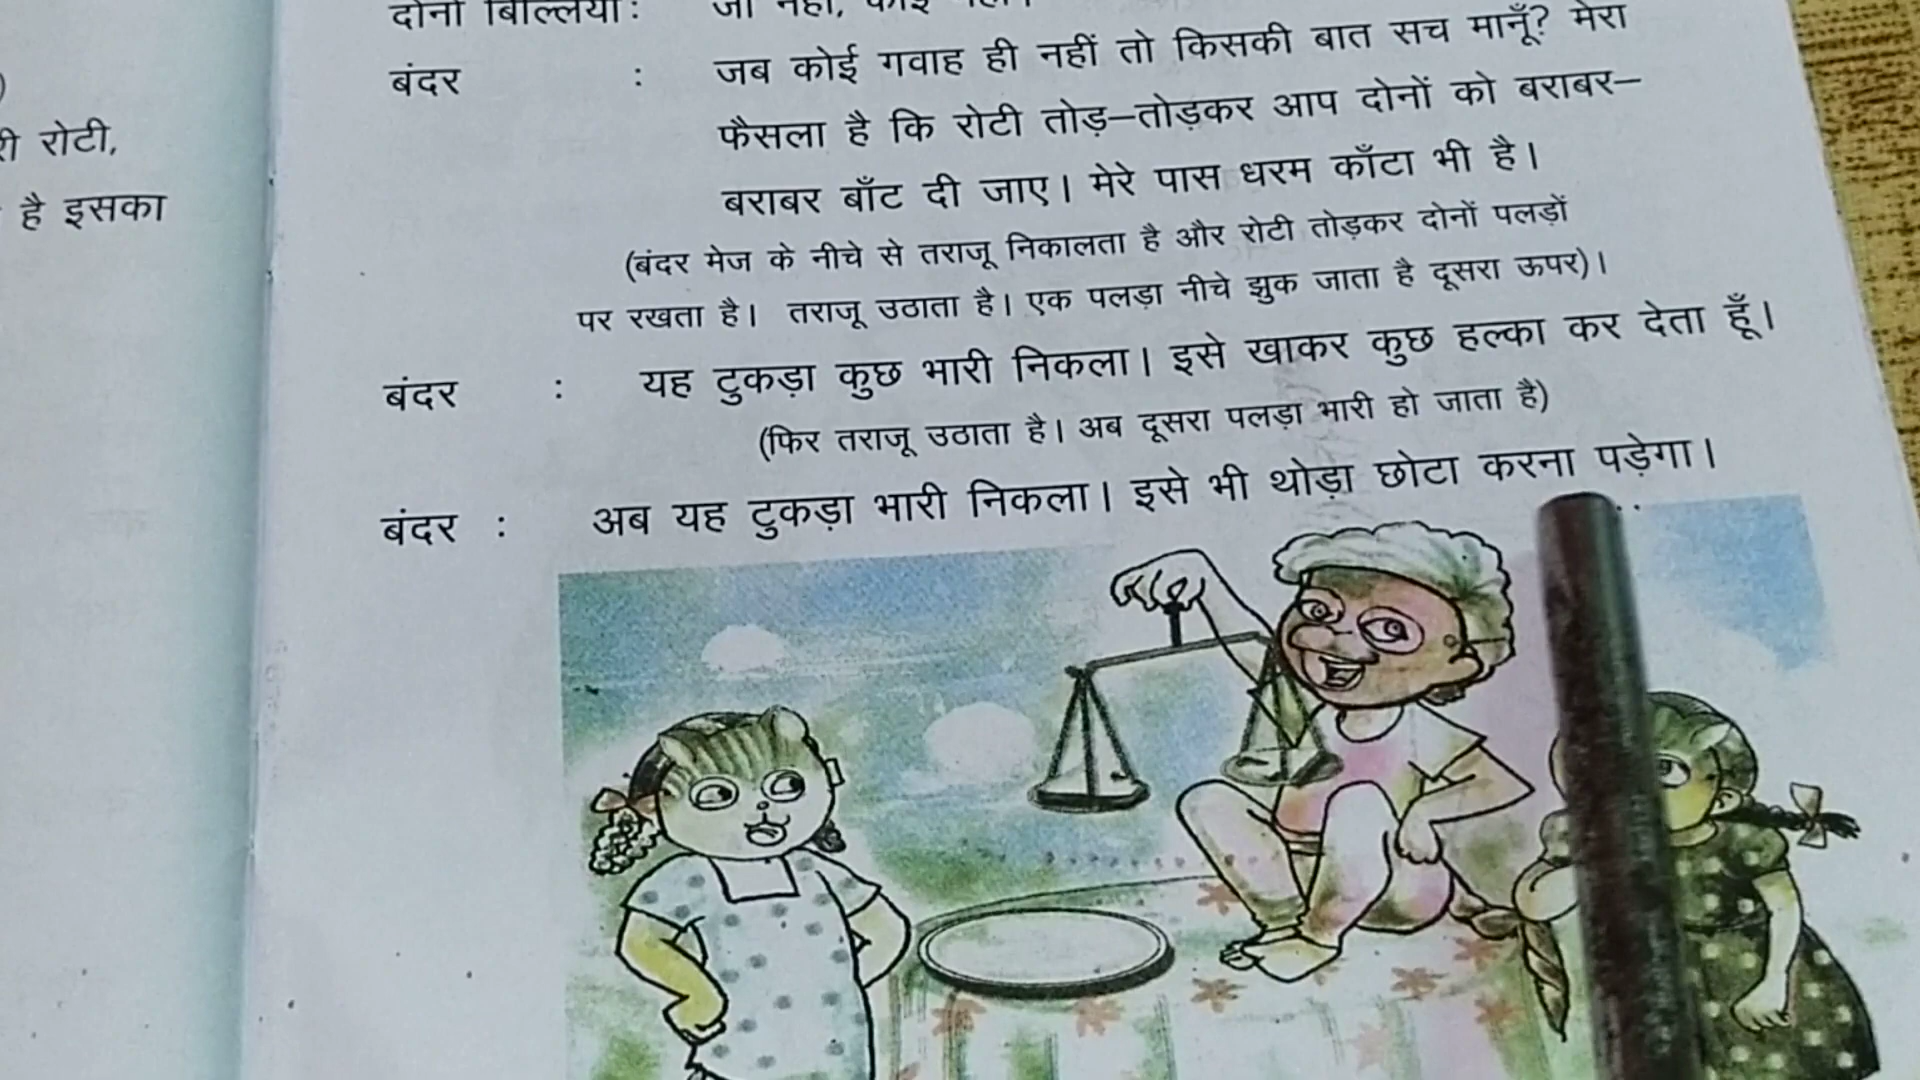 री रोटी,
है इसका
दोनों बिल्लियाँ: जी नहीं, कोई नहीं।
बंदर : जब कोई गवाह ही नहीं तो किसकी बात सच मानूँ? मेरा
फैसला है कि रोटी तोड़–तोड़कर आप दोनों को बराबर–
बराबर बाँट दी जाए। मेरे पास धरम काँटा भी है।
(बंदर मेज के नीचे से तराजू निकालता है और रोटी तोड़कर दोनों पलड़ों
पर रखता है। तराजू उठाता है। एक पलड़ा नीचे झुक जाता है दूसरा ऊपर)।
बंदर : यह टुकड़ा कुछ भारी निकला। इसे खाकर कुछ हल्का कर देता हूँ।
(फिर तराजू उठाता है। अब दूसरा पलड़ा भारी हो जाता है)
बंदर : अब यह टुकड़ा भारी निकला। इसे भी थोड़ा छोटा करना पड़ेगा।